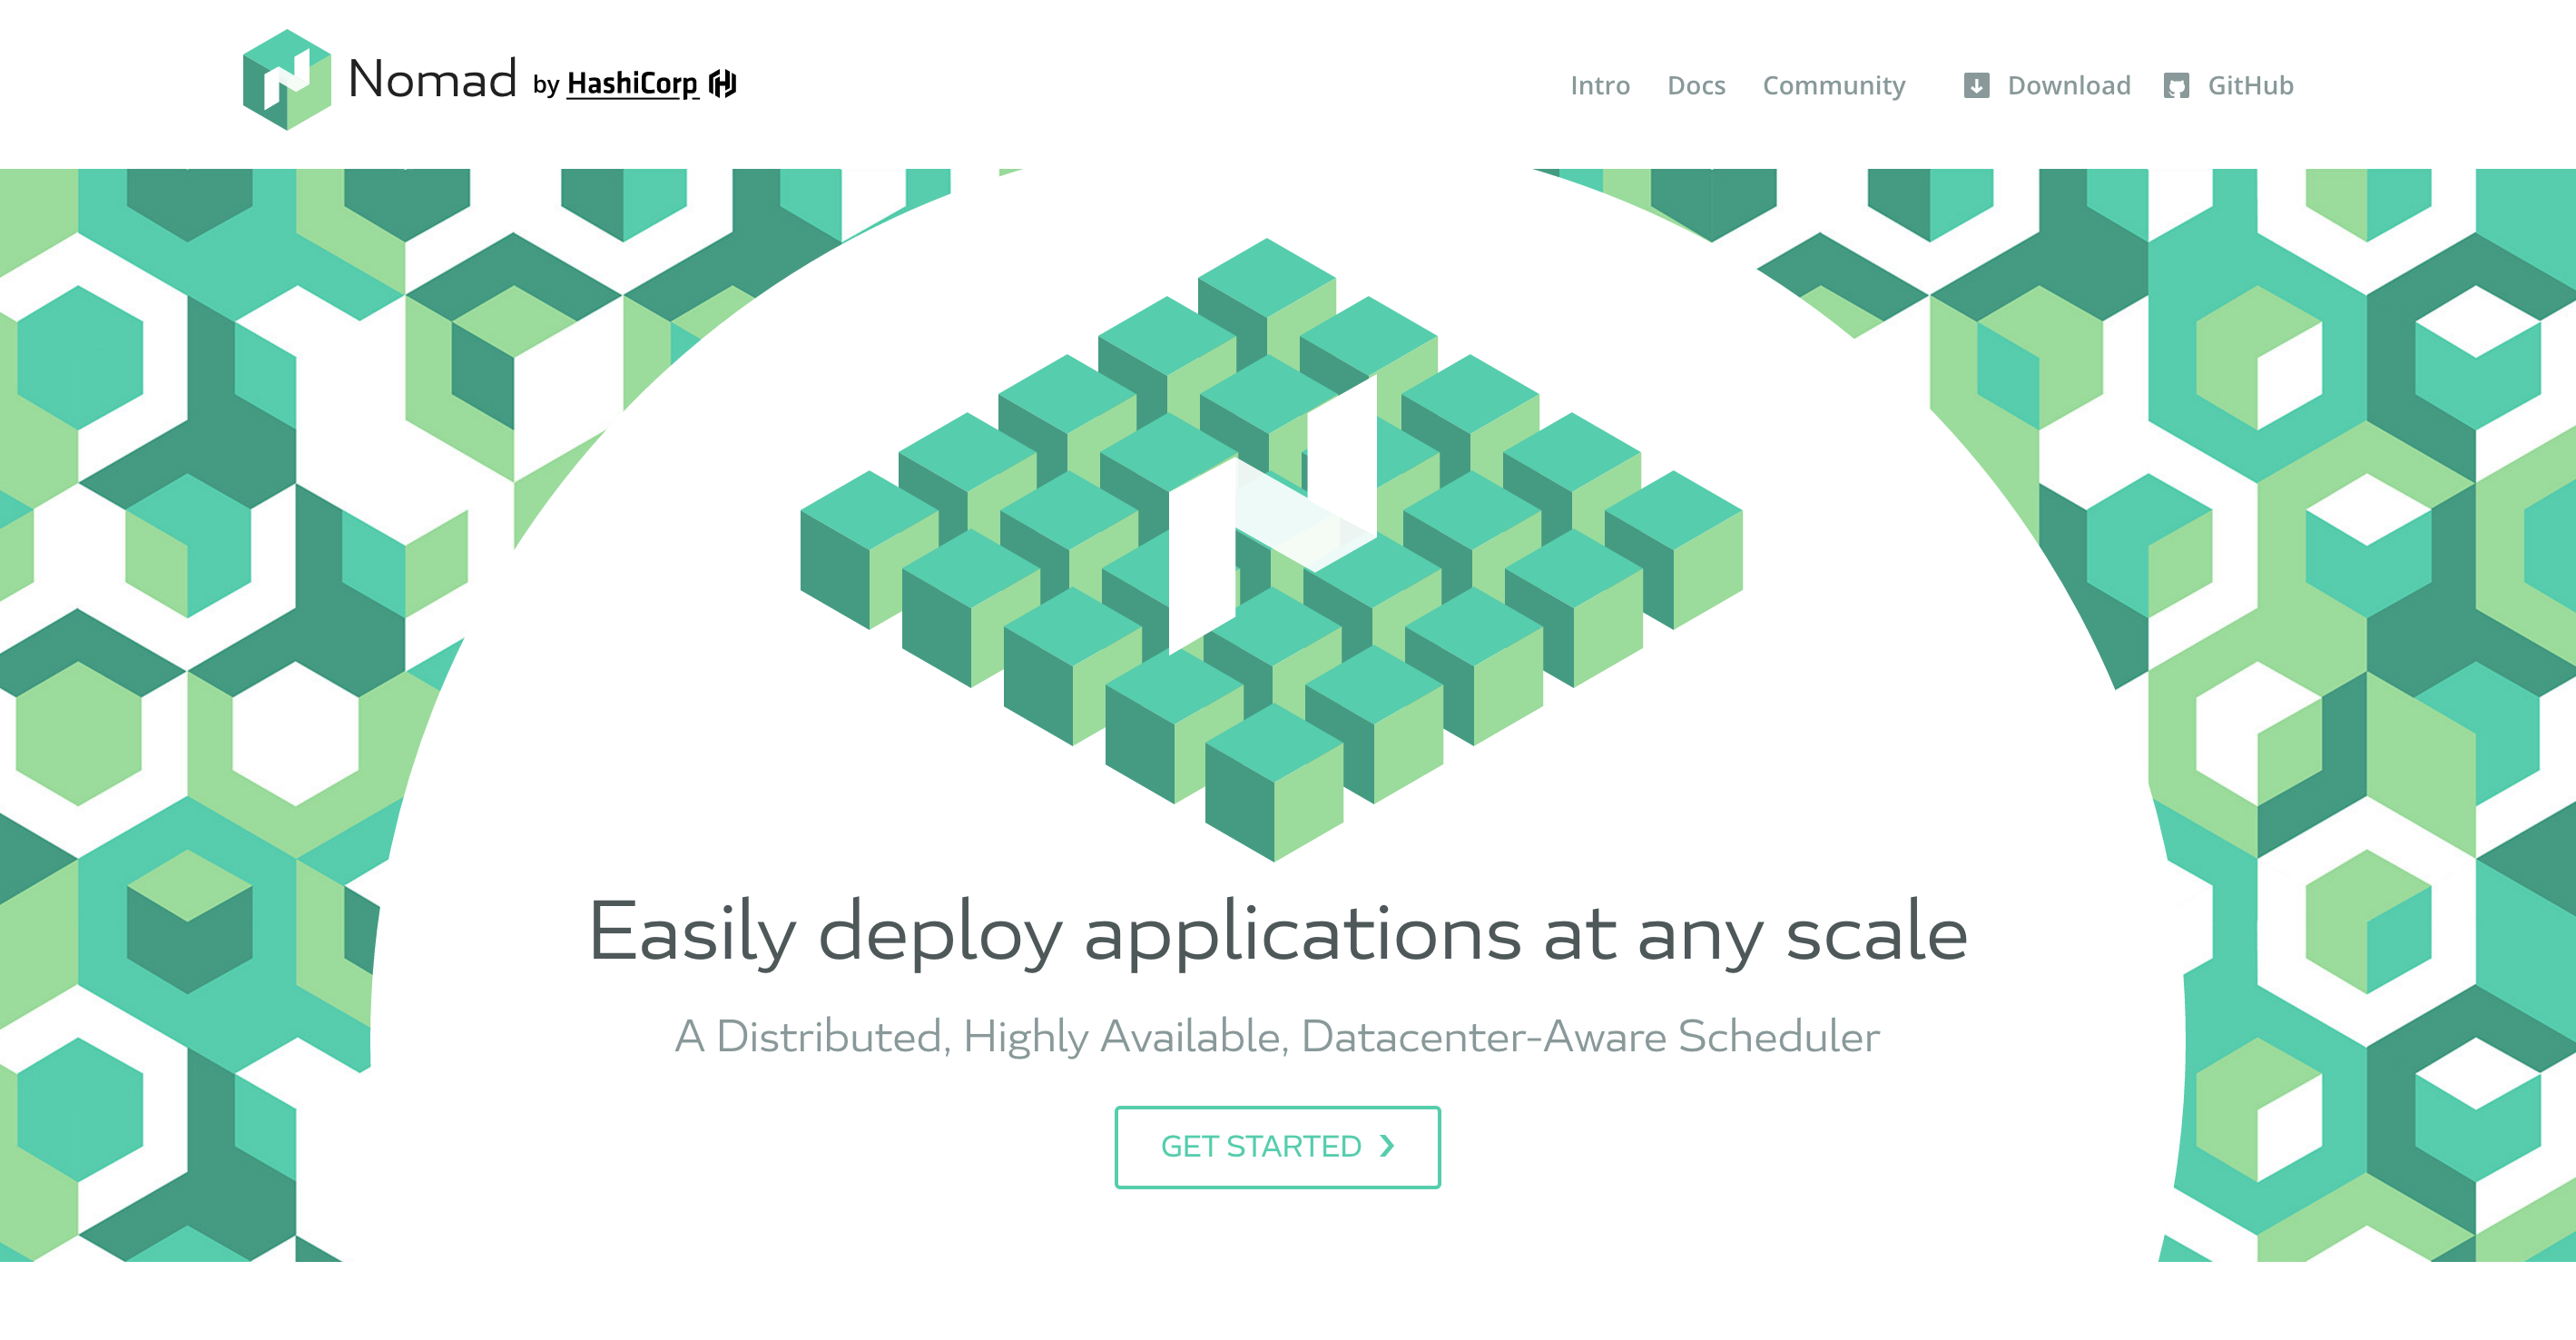 Nomad by HashiCorp
Intro Docs Community Download GitHub
Easily deploy applications at any scale
A Distributed, Highly Available, Datacenter-Aware Scheduler
GET STARTED